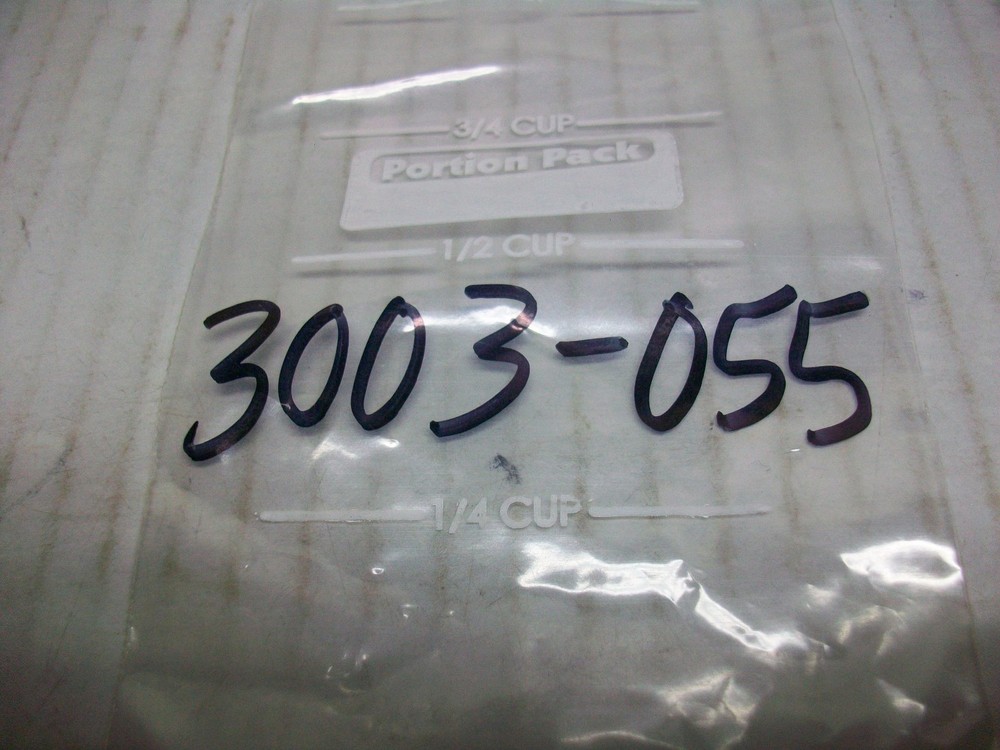 3/4 CUP
Portion Pack
1/2 CUP
3003-055
1/4 CUP